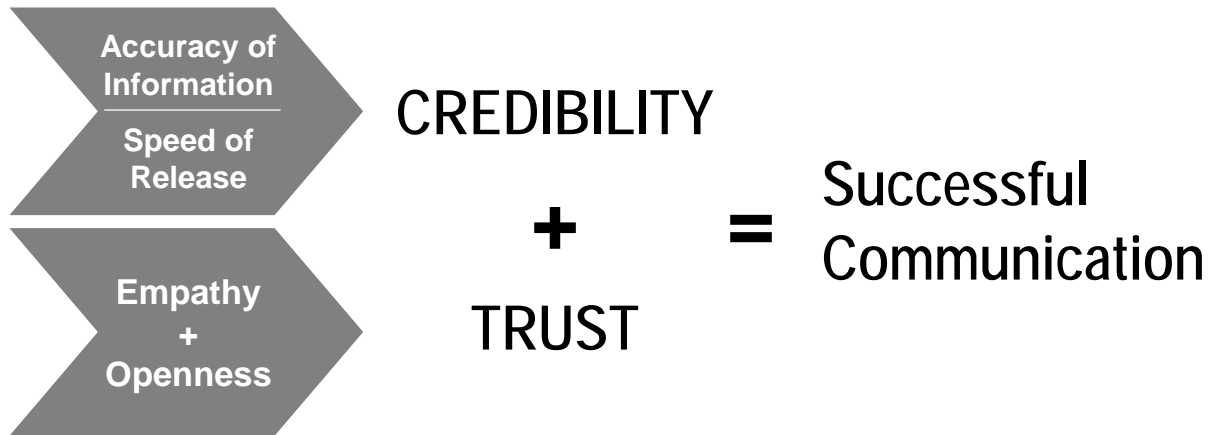 Accuracy of
Information
Speed of
Release
CREDIBILITY
+
TRUST
=
Successful
Communication
Empathy
+
Openness